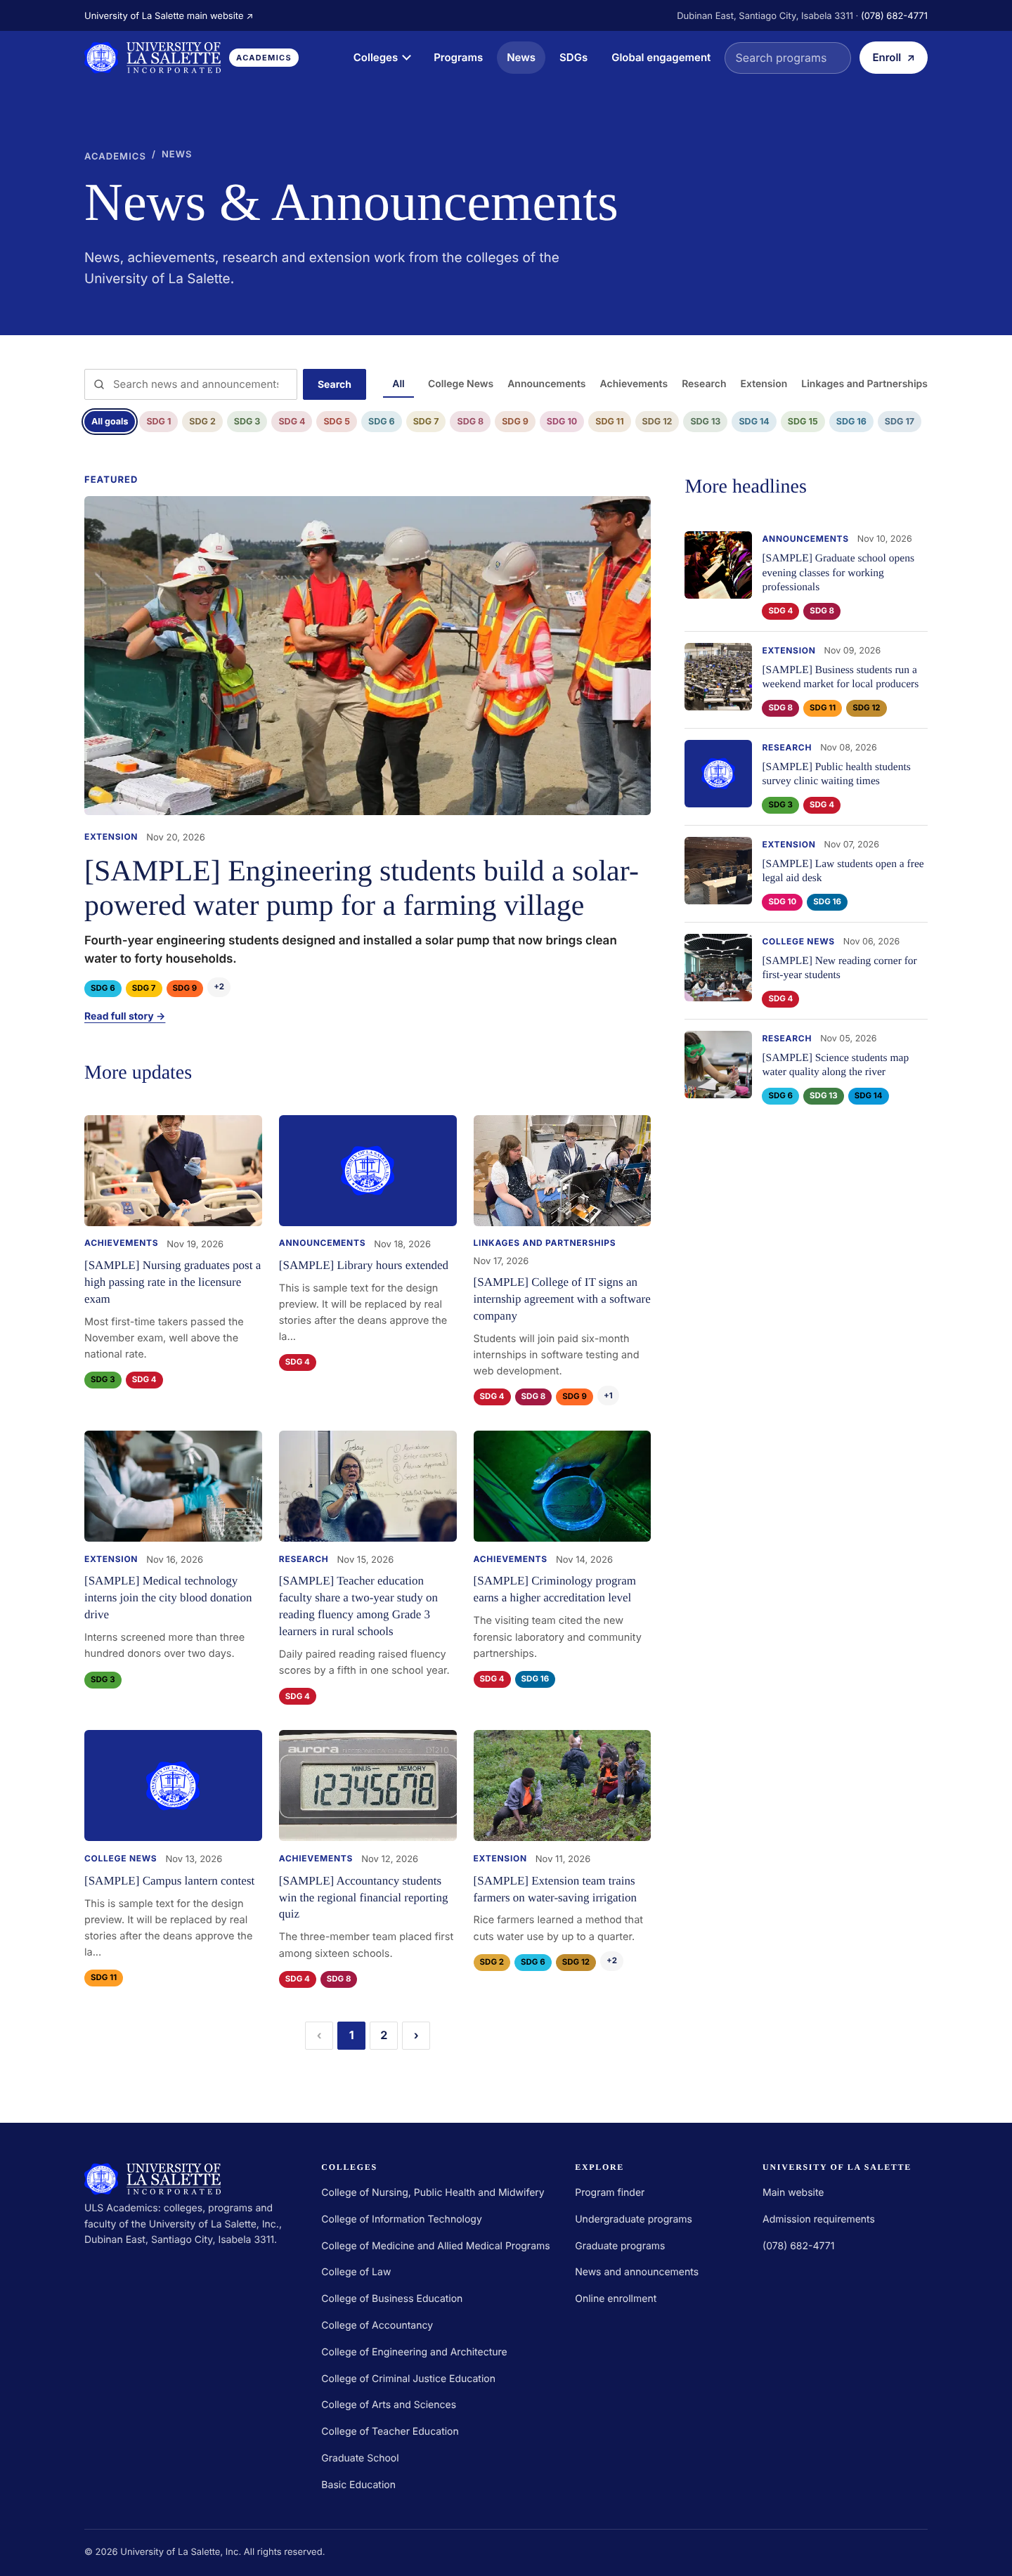 University of La Salette main website ↗
Dubinan East, Santiago City, Isabela 3311 · (078) 682-4771
UNIVERSITY OF
LA SALETTE
INCORPORATED
ACADEMICS
Colleges
Programs
News
SDGs
Global engagement
Search programs
Enroll ↗
ACADEMICS / NEWS
News & Announcements
News, achievements, research and extension work from the colleges of the
University of La Salette.
Search news and announcement
Search
All
College News
Announcements
Achievements
Research
Extension
Linkages and Partnerships
All goals
SDG 1
SDG 2
SDG 3
SDG 4
SDG 5
SDG 6
SDG 7
SDG 8
SDG 9
SDG 10
SDG 11
SDG 12
SDG 13
SDG 14
SDG 15
SDG 16
SDG 17
FEATURED
EXTENSION Nov 20, 2026
[SAMPLE] Engineering students build a solar-
powered water pump for a farming village
Fourth-year engineering students designed and installed a solar pump that now brings clean
water to forty households.
SDG 6 SDG 7 SDG 9 +2
Read full story →
More headlines
ANNOUNCEMENTS Nov 10, 2026
[SAMPLE] Graduate school opens
evening classes for working
professionals
SDG 4 SDG 8
EXTENSION Nov 09, 2026
[SAMPLE] Business students run a
weekend market for local producers
SDG 8 SDG 11 SDG 12
RESEARCH Nov 08, 2026
[SAMPLE] Public health students
survey clinic waiting times
SDG 3 SDG 4
EXTENSION Nov 07, 2026
[SAMPLE] Law students open a free
legal aid desk
SDG 10 SDG 16
COLLEGE NEWS Nov 06, 2026
[SAMPLE] New reading corner for
first-year students
SDG 4
RESEARCH Nov 05, 2026
[SAMPLE] Science students map
water quality along the river
SDG 6 SDG 13 SDG 14
More updates
ACHIEVEMENTS Nov 19, 2026
[SAMPLE] Nursing graduates post a
high passing rate in the licensure
exam
Most first-time takers passed the
November exam, well above the
national rate.
SDG 3 SDG 4
ANNOUNCEMENTS Nov 18, 2026
[SAMPLE] Library hours extended
This is sample text for the design
preview. It will be replaced by real
stories after the deans approve the
la...
SDG 4
LINKAGES AND PARTNERSHIPS
Nov 17, 2026
[SAMPLE] College of IT signs an
internship agreement with a software
company
Students will join paid six-month
internships in software testing and
web development.
SDG 4 SDG 8 SDG 9 +1
EXTENSION Nov 16, 2026
[SAMPLE] Medical technology
interns join the city blood donation
drive
Interns screened more than three
hundred donors over two days.
SDG 3
Today
RESEARCH Nov 15, 2026
[SAMPLE] Teacher education
faculty share a two-year study on
reading fluency among Grade 3
learners in rural schools
Daily paired reading raised fluency
scores by a fifth in one school year.
SDG 4
ACHIEVEMENTS Nov 14, 2026
[SAMPLE] Criminology program
earns a higher accreditation level
The visiting team cited the new
forensic laboratory and community
partnerships.
SDG 4 SDG 16
COLLEGE NEWS Nov 13, 2026
[SAMPLE] Campus lantern contest
This is sample text for the design
preview. It will be replaced by real
stories after the deans approve the
la...
SDG 11
aurora
DT210
MINUS MEMORY
12345678.
ACHIEVEMENTS Nov 12, 2026
[SAMPLE] Accountancy students
win the regional financial reporting
quiz
The three-member team placed first
among sixteen schools.
SDG 4 SDG 8
EXTENSION Nov 11, 2026
[SAMPLE] Extension team trains
farmers on water-saving irrigation
Rice farmers learned a method that
cuts water use by up to a quarter.
SDG 2 SDG 6 SDG 12 +2
‹ 1 2 ›
UNIVERSITY OF
LA SALETTE
INCORPORATED
ULS Academics: colleges, programs and
faculty of the University of La Salette, Inc.,
Dubinan East, Santiago City, Isabela 3311.
COLLEGES
College of Nursing, Public Health and Midwifery
College of Information Technology
College of Medicine and Allied Medical Programs
College of Law
College of Business Education
College of Accountancy
College of Engineering and Architecture
College of Criminal Justice Education
College of Arts and Sciences
College of Teacher Education
Graduate School
Basic Education
EXPLORE
Program finder
Undergraduate programs
Graduate programs
News and announcements
Online enrollment
UNIVERSITY OF LA SALETTE
Main website
Admission requirements
(078) 682-4771
© 2026 University of La Salette, Inc. All rights reserved.